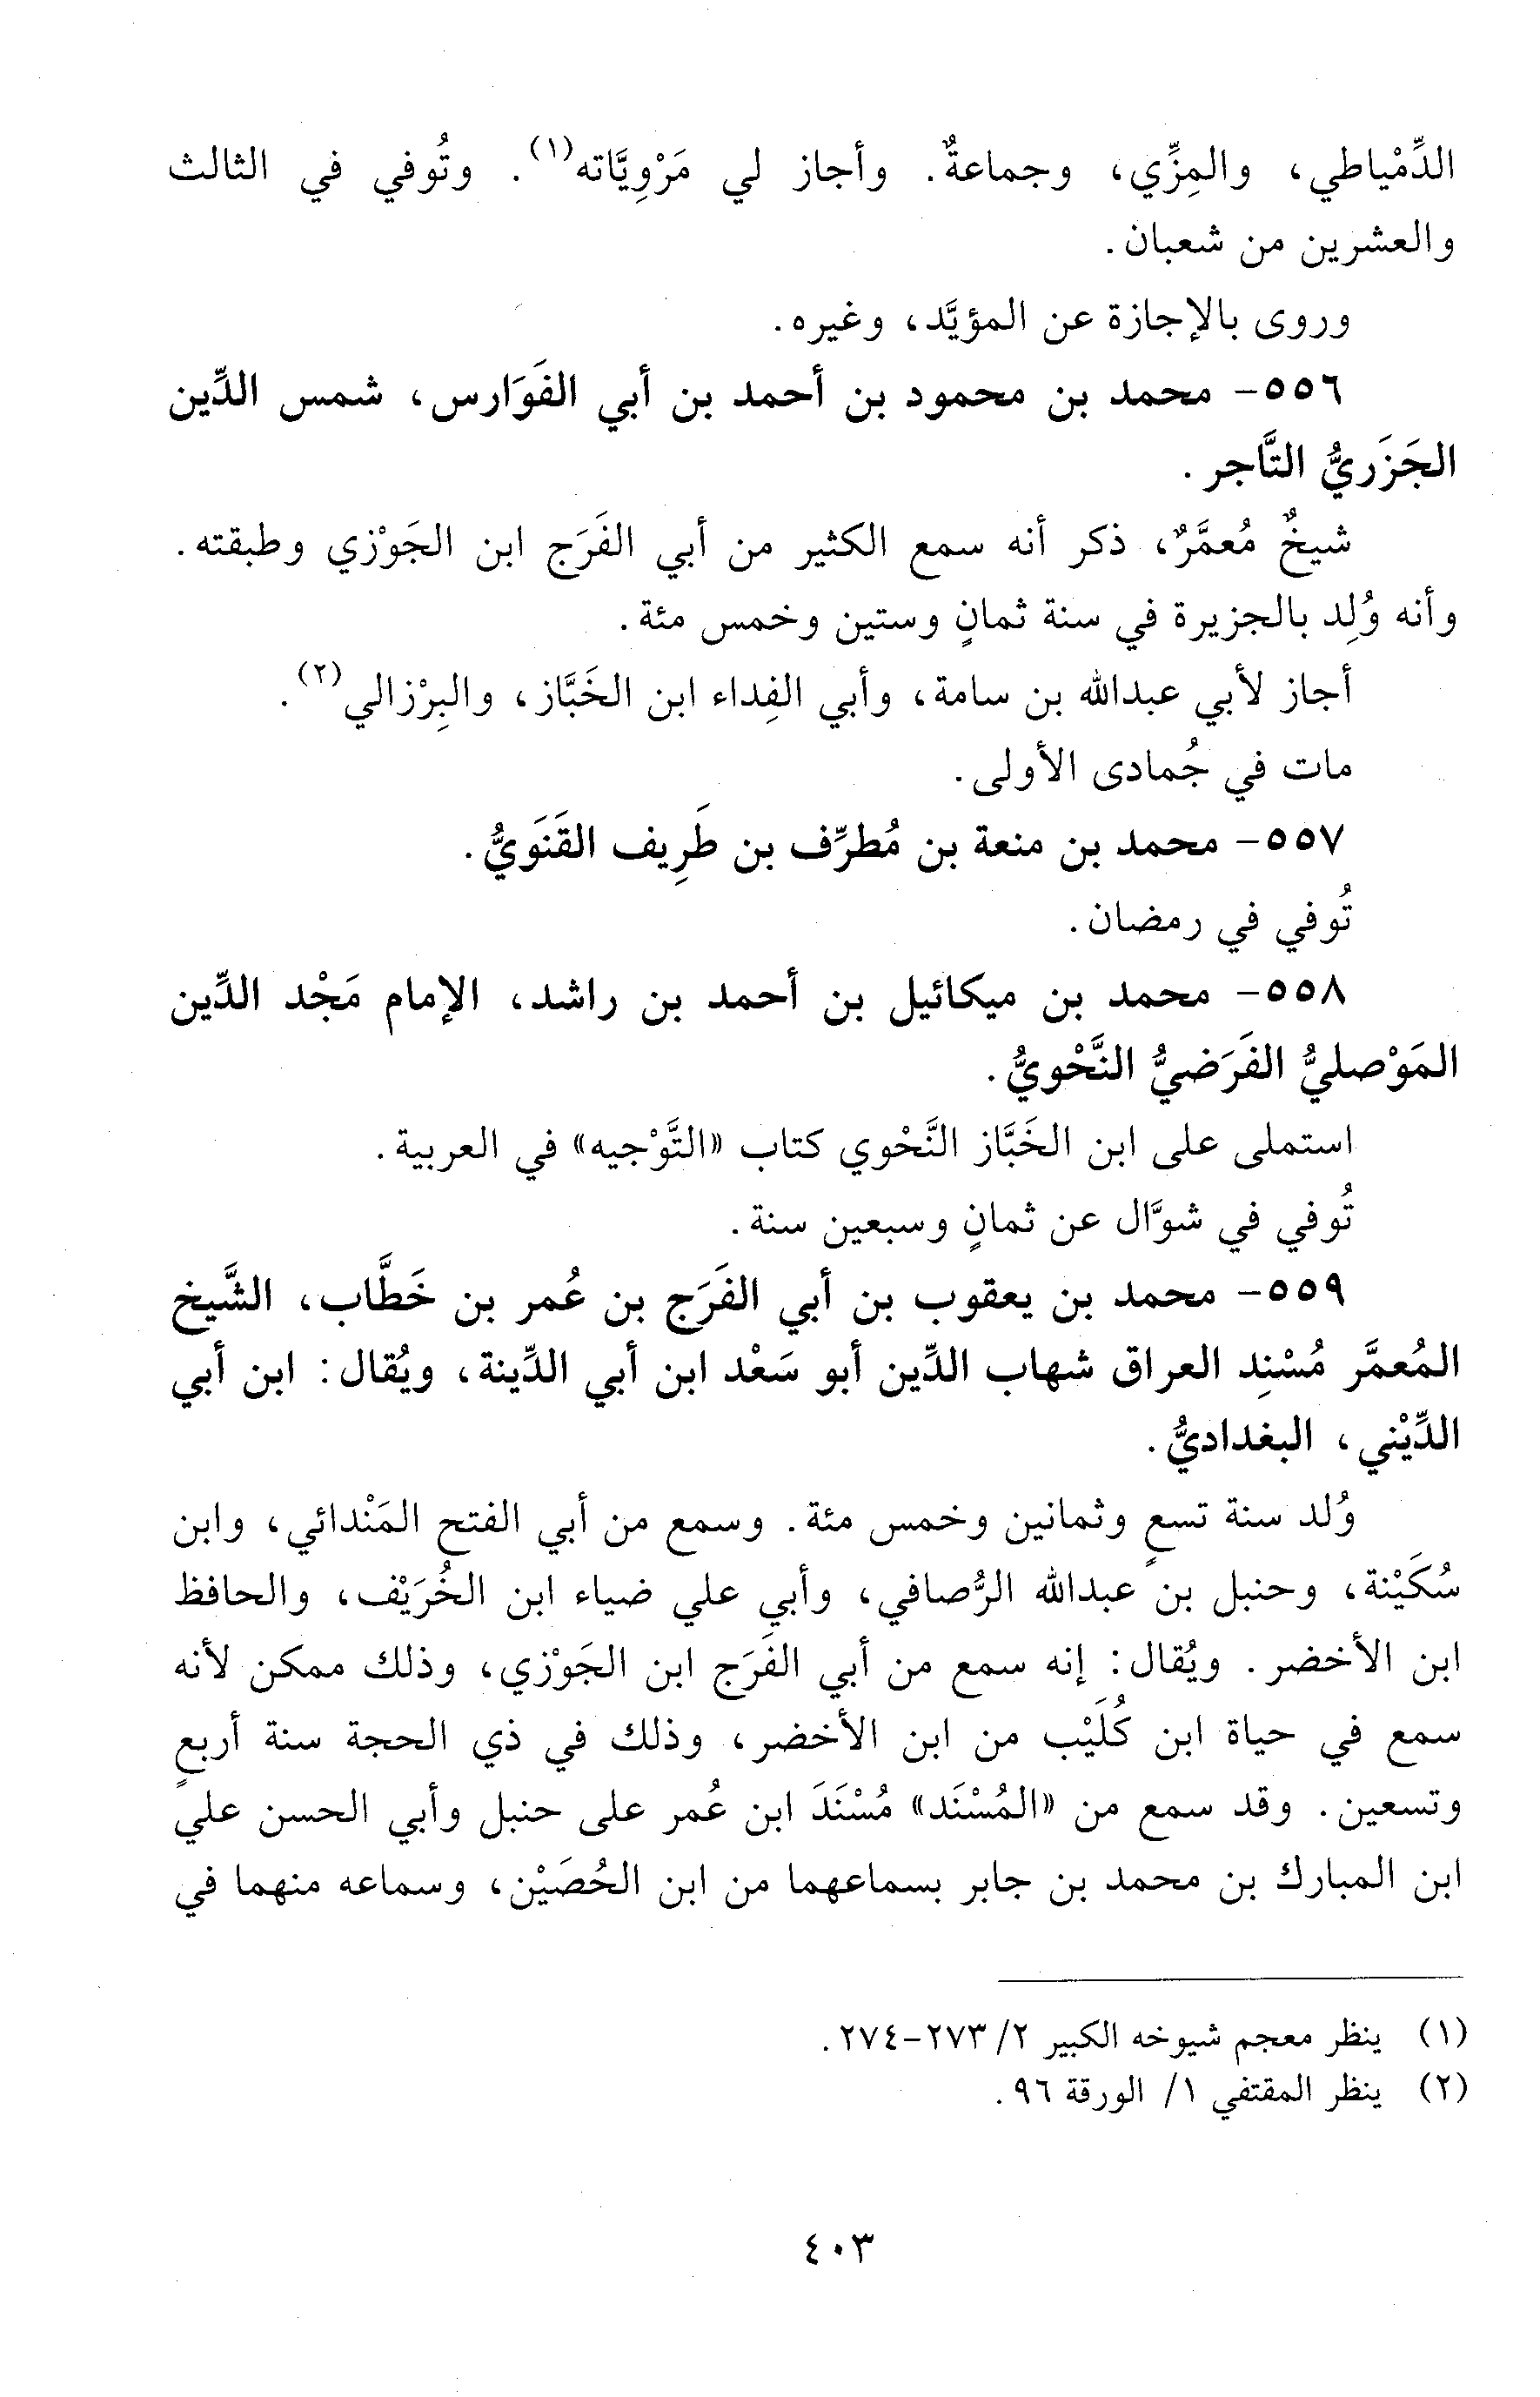 الدِّمْياطي، والمِزِّي، وجماعةٌ. وأجاز لي مَرْوِيَّاته(١). وتُوفي في الثالث
والعشرين من شعبان.
وروى بالإجازة عن المؤيَّد، وغيره.
٥٥٦- محمد بن محمود بن أحمد بن أبي الفَوَارس، شمس الدِّين
الجَزَريُّ التَّاجر.
شيخٌ مُعمَّرٌ، ذكر أنه سمع الكثير من أبي الفَرَج ابن الجَوْزي وطبقته.
وأنه وُلِد بالجزيرة في سنة ثمانٍ وستين وخمس مئة.
أجاز لأبي عبدالله بن سامة، وأبي الفِداء ابن الخَبَّاز، والبِرْزالي(٢).
مات في جُمادى الأولى.
٥٥٧- محمد بن منعة بن مُطرِّف بن طَرِيف القَنَويُّ.
تُوفي في رمضان.
٥٥٨- محمد بن ميكائيل بن أحمد بن راشد، الإمام مَجْد الدِّين
المَوْصليُّ الفَرَضيُّ النَّحْويُّ.
استملى على ابن الخَبَّاز النَّحْوي كتاب «التَّوْجيه» في العربية.
تُوفي في شوَّال عن ثمانٍ وسبعين سنة.
٥٥٩- محمد بن يعقوب بن أبي الفَرَج بن عُمر بن خَطَّاب، الشَّيخ
المُعمَّر مُسْنِد العراق شهاب الدِّين أبو سَعْد ابن أبي الدِّينة، ويُقال: ابن أبي
الدِّيْني، البغداديُّ.
وُلد سنة تسعٍ وثمانين وخمس مئة. وسمع من أبي الفتح المَنْدائي، وابن
سُكَيْنة، وحنبل بن عبدالله الرُّصافي، وأبي علي ضياء ابن الخُرَيْف، والحافظ
ابن الأخضر. ويُقال: إنه سمع من أبي الفَرَج ابن الجَوْزي، وذلك ممكن لأنه
سمع في حياة ابن كُلَيْب من ابن الأخضر، وذلك في ذي الحجة سنة أربعٍ
وتسعين. وقد سمع من «المُسْنَد» مُسْنَدَ ابن عُمر على حنبل وأبي الحسن علي
ابن المبارك بن محمد بن جابر بسماعهما من ابن الحُصَيْن، وسماعه منهما في
(١) ينظر معجم شيوخه الكبير ٢/ ٢٧٣-٢٧٤.
(٢) ينظر المقتفي ١/ الورقة ٩٦.
٤٠٣